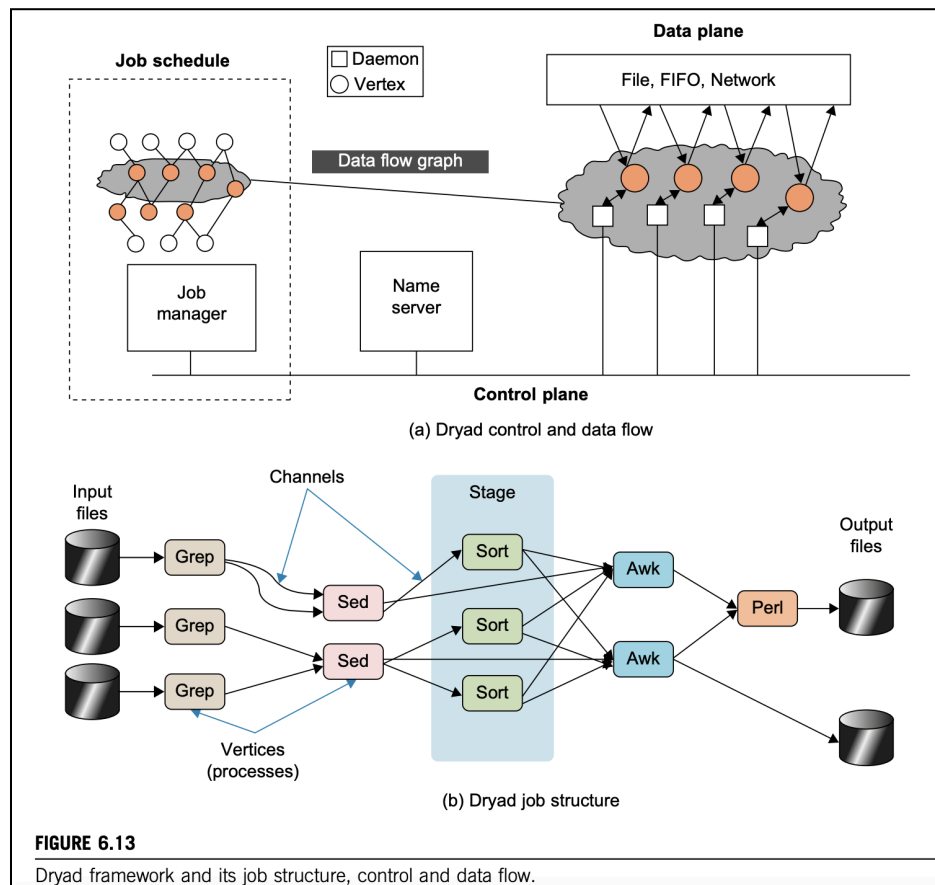 Data plane
Job schedule
Daemon
Vertex
File, FIFO, Network
Data flow graph
Job
manager
Name
server
Control plane
(a) Dryad control and data flow
Channels
Input
files
Stage
Output
files
Grep
Sort
Awk
Sed
Perl
Grep
Sort
Sed
Awk
Grep
Sort
Vertices
(processes)
(b) Dryad job structure
FIGURE 6.13
Dryad framework and its job structure, control and data flow.